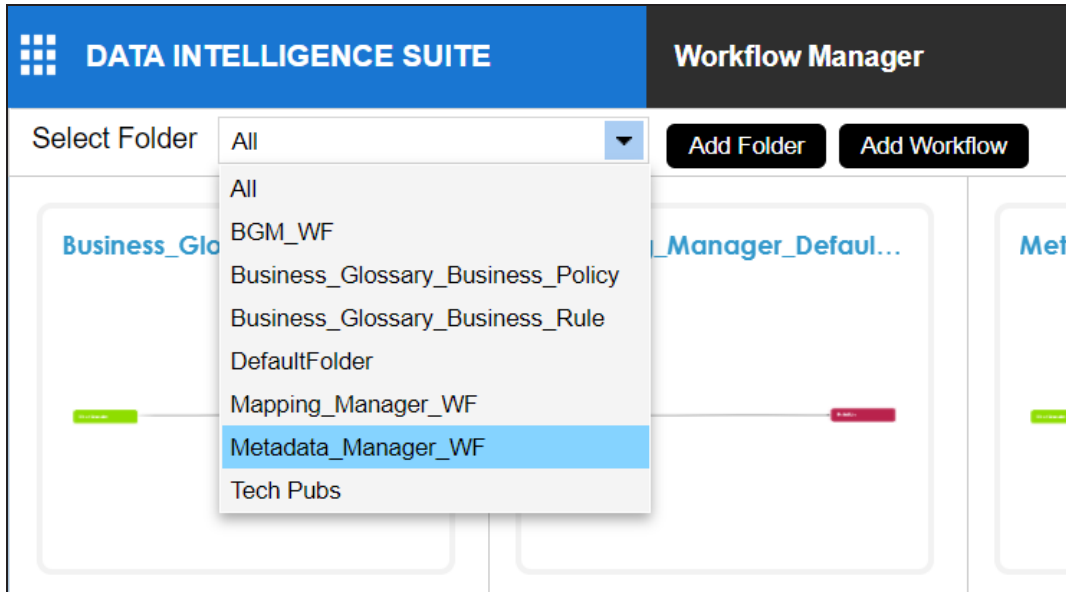 DATA INTELLIGENCE SUITE
Workflow Manager
Select Folder
All
Add Folder
Add Workflow
All
BGM_WF
Business_Glossary_Business_Policy
Business_Glossary_Business_Rule
DefaultFolder
Mapping_Manager_WF
Metadata_Manager_WF
Tech Pubs
Business_Glo
_Manager_Defaul...
Met